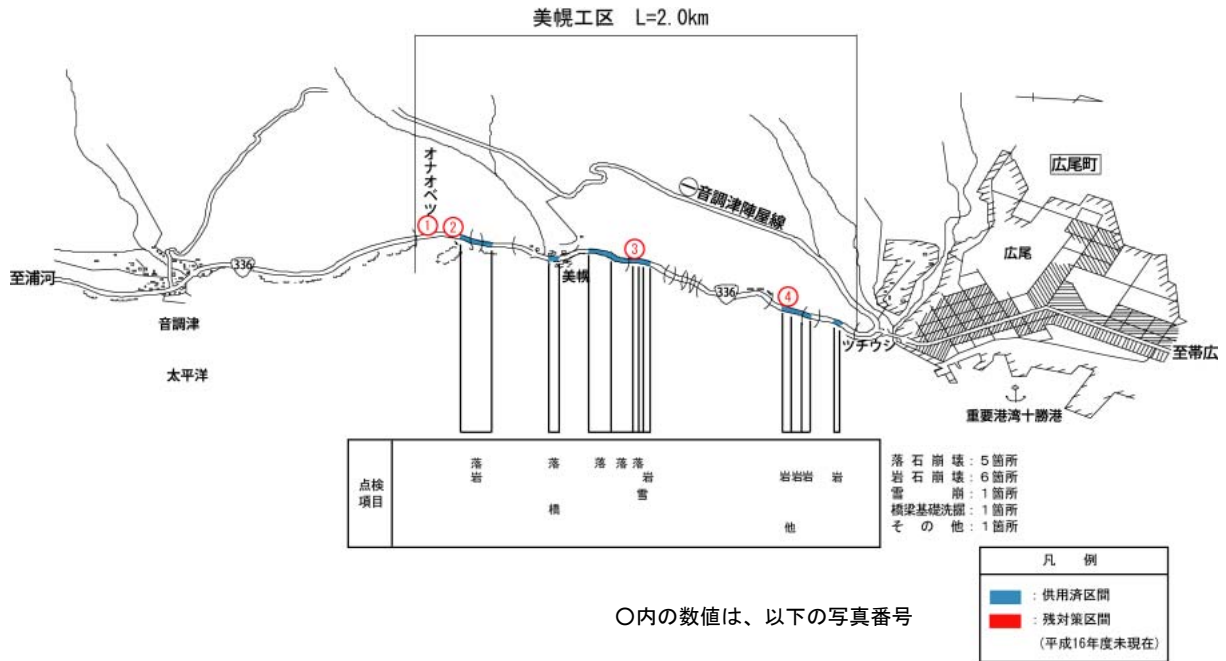 美幌工区 L=2.0km
広尾町
オナオベツ
一音調津陣屋線
① ②
③
④
広尾
至浦河
336
美幌
336
音調津
ツチウシ
至帯広
太平洋
重要港湾十勝港
点検
項目
落 落 落 落 落
岩 岩 岩岩岩 岩
雪
橋
他
落石崩壊:5箇所
岩石崩壊:6箇所
雪崩:1箇所
橋梁基礎洗掘:1箇所
その他:1箇所
凡 例
:供用済区間
:残対策区間
(平成16年度末現在)
〇内の数値は、以下の写真番号